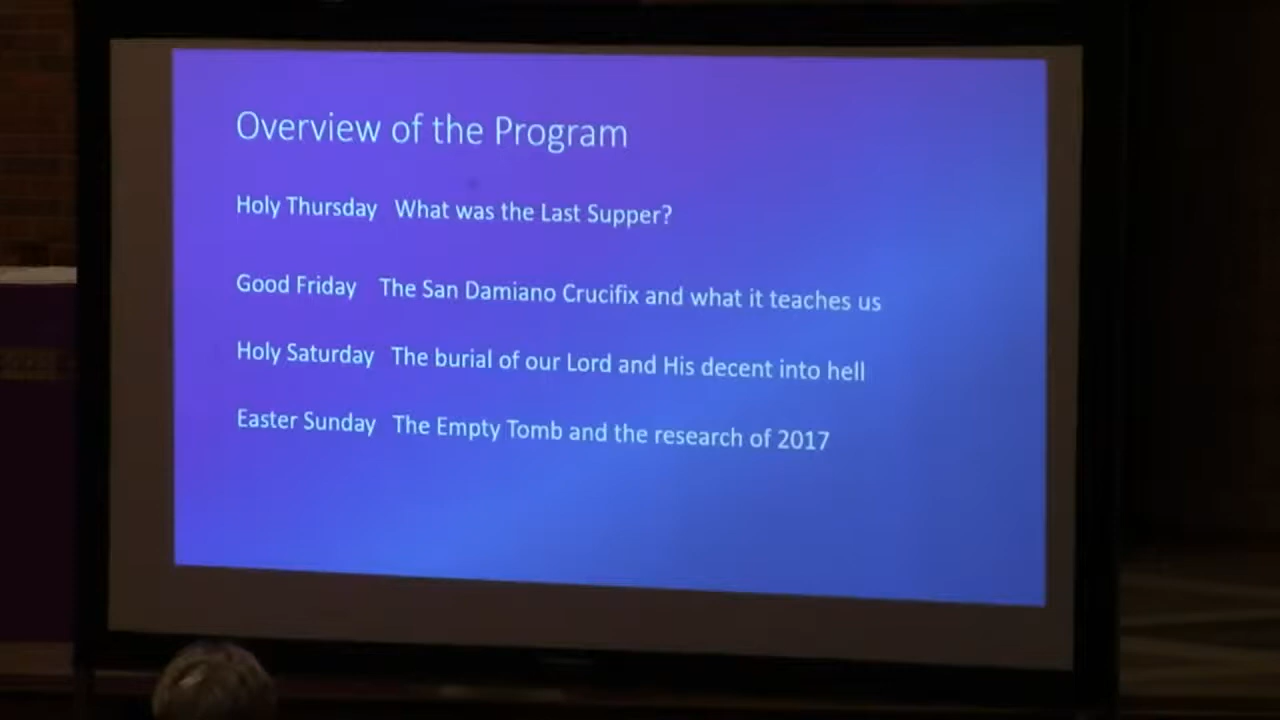 Overview of the Program
Holy Thursday What was the Last Supper?
Good Friday The San Damiano Crucifix and what it teaches us
Holy Saturday The burial of our Lord and His decent into hell
Easter Sunday The Empty Tomb and the research of 2017